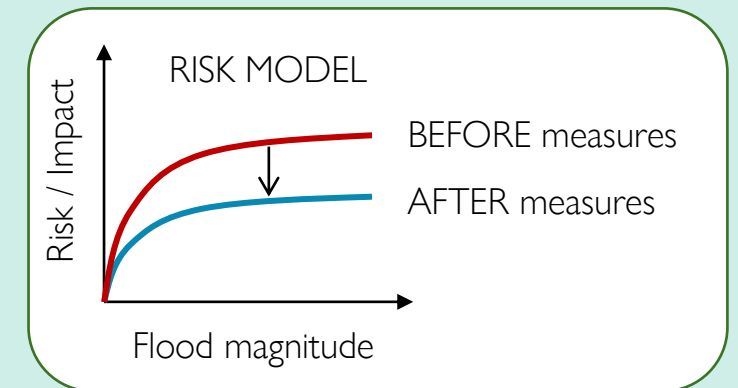 RISK MODEL
Risk / Impact
BEFORE measures
AFTER measures
Flood magnitude